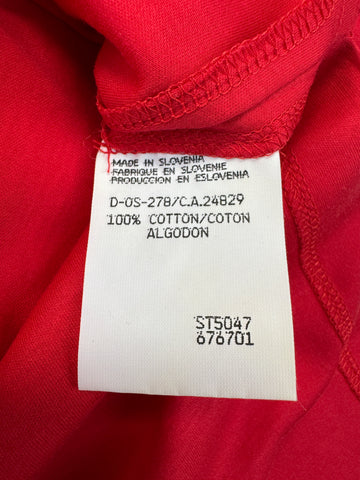 MADE IN SLOVENIA
FABRIQUE EN SLOVENIE
PRODUCCION EN ESLOVENIA
D-OS-278/C.A.24829
100% COTTON/COTON
ALGODON
ST5047
676701